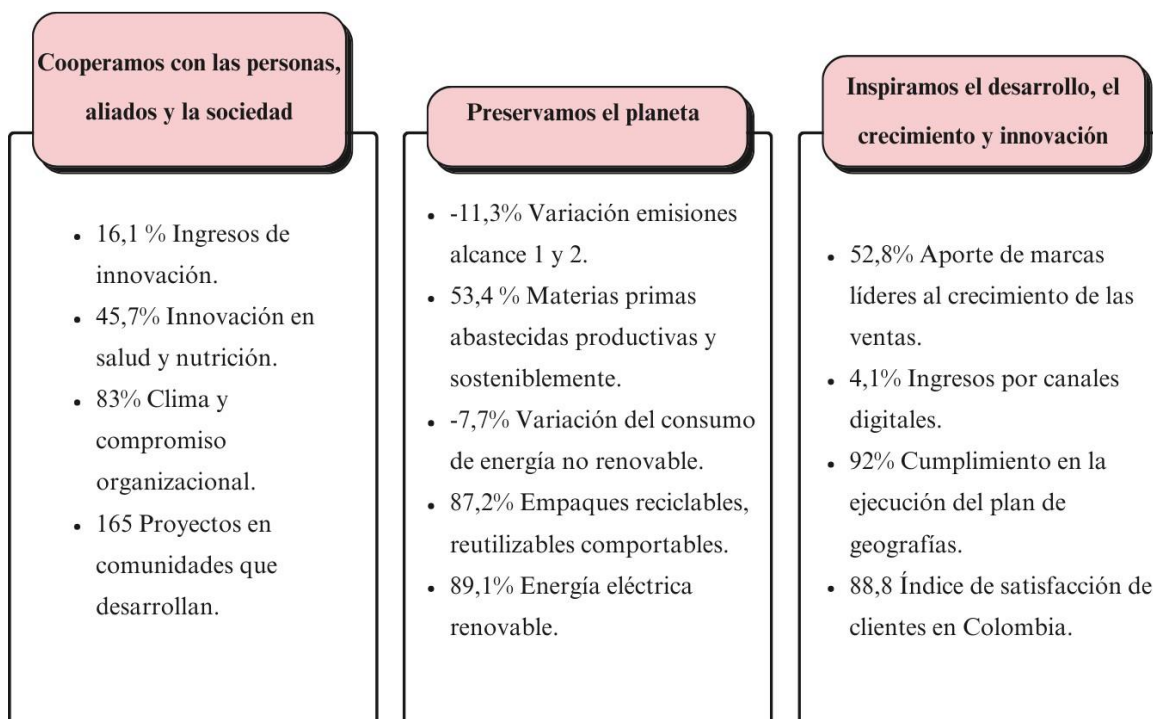 Cooperamos con las personas,
aliados y la sociedad
• 16,1 % Ingresos de
innovación.
• 45,7% Innovación en
salud y nutrición.
• 83% Clima y
compromiso
organizacional.
• 165 Proyectos en
comunidades que
desarrollan.
Preservamos el planeta
• -11,3% Variación emisiones
alcance 1 y 2.
• 53,4 % Materias primas
abastecidas productivas y
sosteniblemente.
• -7,7% Variación del consumo
de energía no renovable.
• 87,2% Empaques reciclables,
reutilizables comportables.
• 89,1% Energía eléctrica
renovable.
Inspiramos el desarrollo, el
crecimiento y innovación
• 52,8% Aporte de marcas
líderes al crecimiento de las
ventas.
• 4,1% Ingresos por canales
digitales.
• 92% Cumplimiento en la
ejecución del plan de
geografías.
• 88,8 Índice de satisfacción de
clientes en Colombia.